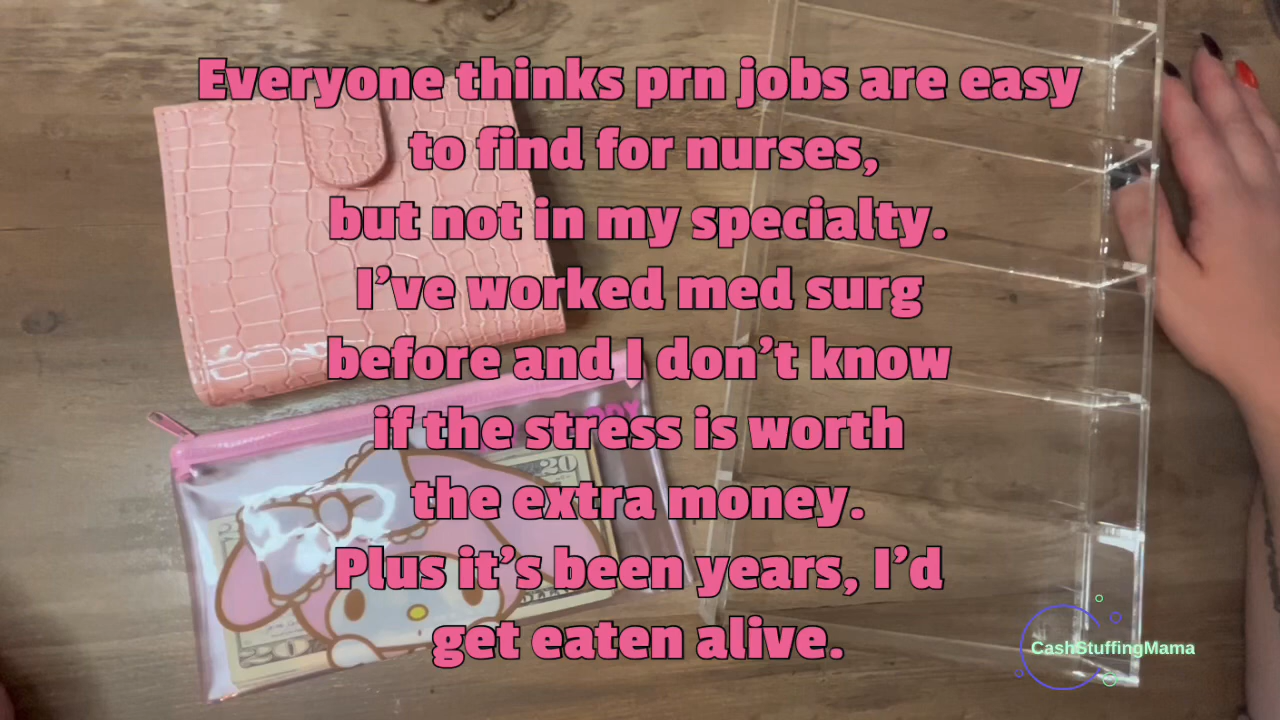 Everyone thinks prn jobs are easy
to find for nurses,
but not in my specialty.
I’ve worked med surg
before and I don’t know
if the stress is worth
the extra money.
Plus it’s been years, I’d
get eaten alive.
20
CashStuffingMama